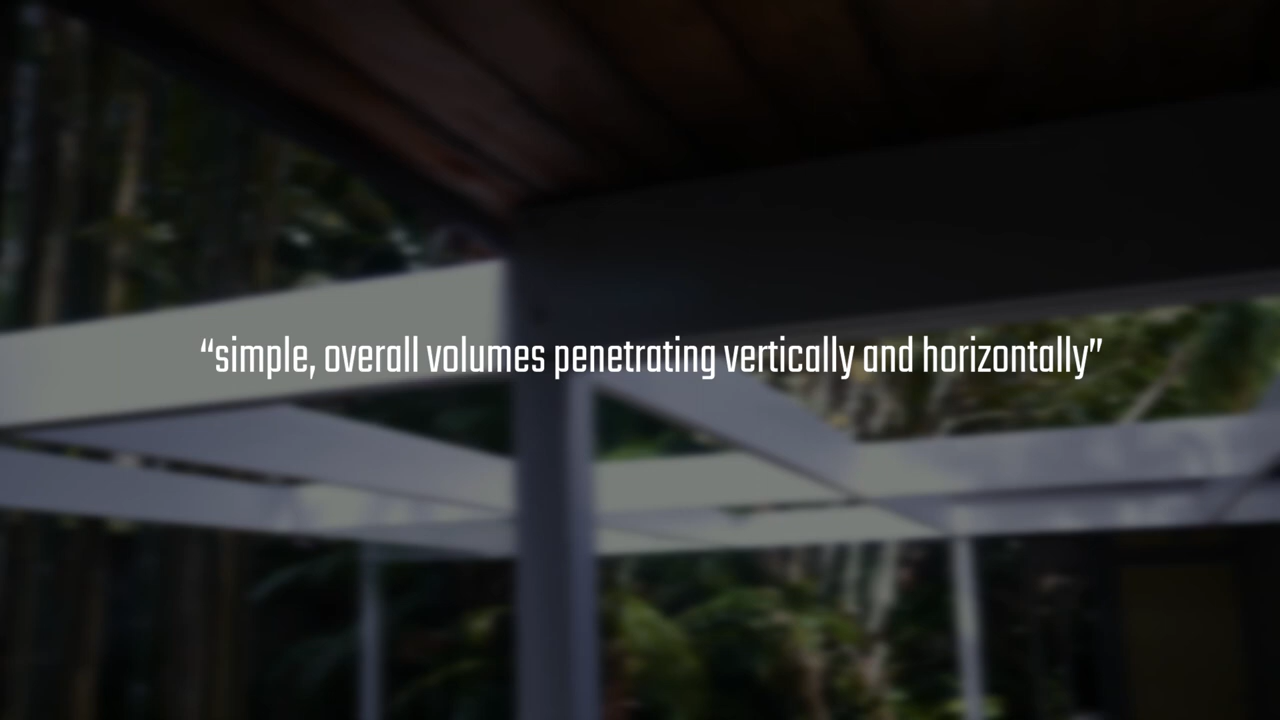 “simple, overall volumes penetrating vertically and horizontally”